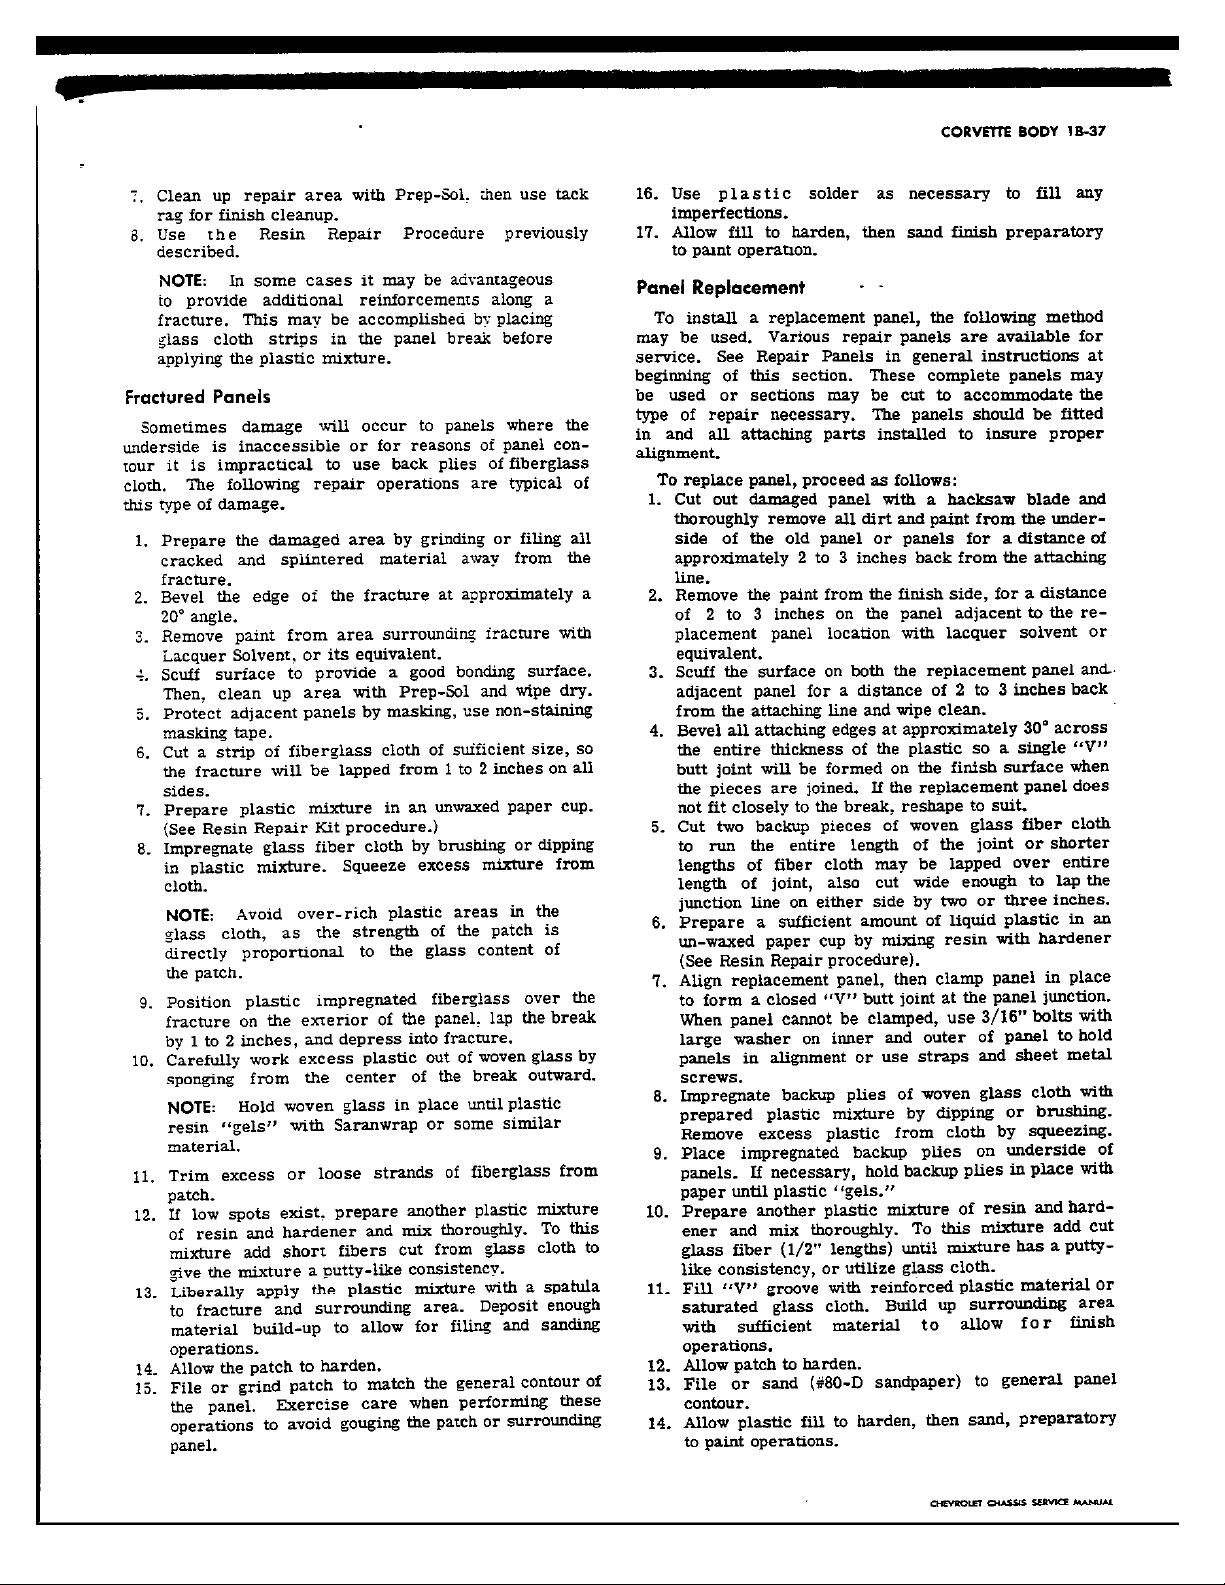 CORVETTE BODY 1B-37
7. Clean up repair area with Prep-Sol, then use tack
rag for finish cleanup.
8. Use the Resin Repair Procedure previously
described.
NOTE: In some cases it may be advantageous
to provide additional reinforcements along a
fracture. This may be accomplished by placing
glass cloth strips in the panel break before
applying the plastic mixture.
Fractured Panels
Sometimes damage will occur to panels where the
underside is inaccessible or for reasons of panel con-
tour it is impractical to use back plies of fiberglass
cloth. The following repair operations are typical of
this type of damage.
1. Prepare the damaged area by grinding or filing all
cracked and splintered material away from the
fracture.
2. Bevel the edge of the fracture at approximately a
20° angle.
3. Remove paint from area surrounding fracture with
Lacquer Solvent, or its equivalent.
4. Scuff surface to provide a good bonding surface.
Then, clean up area with Prep-Sol and wipe dry.
5. Protect adjacent panels by masking, use non-staining
masking tape.
6. Cut a strip of fiberglass cloth of sufficient size, so
the fracture will be lapped from 1 to 2 inches on all
sides.
7. Prepare plastic mixture in an unwaxed paper cup.
(See Resin Repair Kit procedure.)
8. Impregnate glass fiber cloth by brushing or dipping
in plastic mixture. Squeeze excess mixture from
cloth.
NOTE: Avoid over-rich plastic areas in the
glass cloth, as the strength of the patch is
directly proportional to the glass content of
the patch.
9. Position plastic impregnated fiberglass over the
fracture on the exterior of the panel, lap the break
by 1 to 2 inches, and depress into fracture.
10. Carefully work excess plastic out of woven glass by
sponging from the center of the break outward.
NOTE: Hold woven glass in place until plastic
resin "gels" with Saranwrap or some similar
material.
11. Trim excess or loose strands of fiberglass from
patch.
12. If low spots exist, prepare another plastic mixture
of resin and hardener and mix thoroughly. To this
mixture add short fibers cut from glass cloth to
give the mixture a putty-like consistency.
13. Liberally apply the plastic mixture with a spatula
to fracture and surrounding area. Deposit enough
material build-up to allow for filing and sanding
operations.
14. Allow the patch to harden.
15. File or grind patch to match the general contour of
the panel. Exercise care when performing these
operations to avoid gouging the patch or surrounding
panel.
16. Use plastic solder as necessary to fill any
imperfections.
17. Allow fill to harden, then sand finish preparatory
to paint operation.
Panel Replacement
To install a replacement panel, the following method
may be used. Various repair panels are available for
service. See Repair Panels in general instructions at
beginning of this section. These complete panels may
be used or sections may be cut to accommodate the
type of repair necessary. The panels should be fitted
in and all attaching parts installed to insure proper
alignment.
To replace panel, proceed as follows:
1. Cut out damaged panel with a hacksaw blade and
thoroughly remove all dirt and paint from the under-
side of the old panel or panels for a distance of
approximately 2 to 3 inches back from the attaching
line.
2. Remove the paint from the finish side, for a distance
of 2 to 3 inches on the panel adjacent to the re-
placement panel location with lacquer solvent or
equivalent.
3. Scuff the surface on both the replacement panel and
adjacent panel for a distance of 2 to 3 inches back
from the attaching line and wipe clean.
4. Bevel all attaching edges at approximately 30° across
the entire thickness of the plastic so a single "V"
butt joint will be formed on the finish surface when
the pieces are joined. If the replacement panel does
not fit closely to the break, reshape to suit.
5. Cut two backup pieces of woven glass fiber cloth
to run the entire length of the joint or shorter
lengths of fiber cloth may be lapped over entire
length of joint, also cut wide enough to lap the
junction line on either side by two or three inches.
6. Prepare a sufficient amount of liquid plastic in an
un-waxed paper cup by mixing resin with hardener
(See Resin Repair procedure).
7. Align replacement panel, then clamp panel in place
to form a closed "V" butt joint at the panel junction.
When panel cannot be clamped, use 3/16" bolts with
large washer on inner and outer of panel to hold
panels in alignment or use straps and sheet metal
screws.
8. Impregnate backup plies of woven glass cloth with
prepared plastic mixture by dipping or brushing.
Remove excess plastic from cloth by squeezing.
9. Place impregnated backup plies on underside of
panels. If necessary, hold backup plies in place with
paper until plastic "gels."
10. Prepare another plastic mixture of resin and hard-
ener and mix thoroughly. To this mixture add cut
glass fiber (1/2" lengths) until mixture has a putty-
like consistency, or utilize glass cloth.
11. Fill "V" groove with reinforced plastic material or
saturated glass cloth. Build up surrounding area
with sufficient material to allow for finish
operations.
12. Allow patch to harden.
13. File or sand (#80-D sandpaper) to general panel
contour.
14. Allow plastic fill to harden, then sand, preparatory
to paint operations.
CHEVROLET CHASSIS SERVICE MANUAL